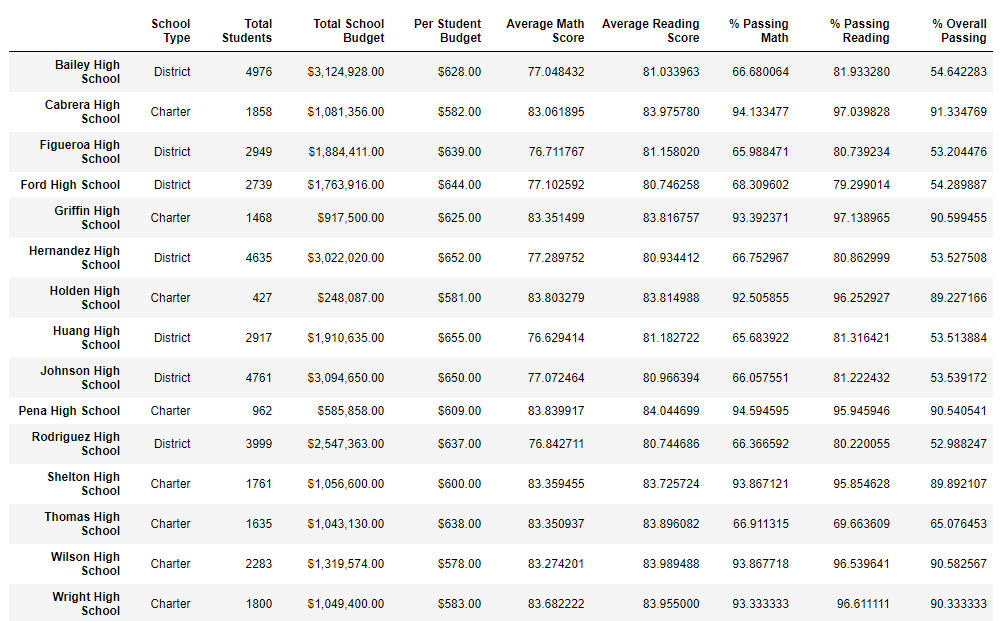 School Type Total Students Total School Budget Per Student Budget Average Math Score Average Reading Score % Passing Math % Passing Reading % Overall Passing
Bailey High School District 4976 $3,124,928.00 $628.00 77.048432 81.033963 66.680064 81.933280 54.642283
Cabrera High School Charter 1858 $1,081,356.00 $582.00 83.061895 83.975780 94.133477 97.039828 91.334769
Figueroa High School District 2949 $1,884,411.00 $639.00 76.711767 81.158020 65.988471 80.739234 53.204476
Ford High School District 2739 $1,763,916.00 $644.00 77.102592 80.746258 68.309602 79.299014 54.289887
Griffin High School Charter 1468 $917,500.00 $625.00 83.351499 83.816757 93.392371 97.138965 90.599455
Hernandez High School District 4635 $3,022,020.00 $652.00 77.289752 80.934412 66.752967 80.862999 53.527508
Holden High School Charter 427 $248,087.00 $581.00 83.803279 83.814988 92.505855 96.252927 89.227166
Huang High School District 2917 $1,910,635.00 $655.00 76.629414 81.182722 65.683922 81.316421 53.513884
Johnson High School District 4761 $3,094,650.00 $650.00 77.072464 80.966394 66.057551 81.222432 53.539172
Pena High School Charter 962 $585,858.00 $609.00 83.839917 84.044699 94.594595 95.945946 90.540541
Rodriguez High School District 3999 $2,547,363.00 $637.00 76.842711 80.744686 66.366592 80.220055 52.988247
Shelton High School Charter 1761 $1,056,600.00 $600.00 83.359455 83.725724 93.867121 95.854628 89.892107
Thomas High School Charter 1635 $1,043,130.00 $638.00 83.350937 83.896082 66.911315 69.663609 65.076453
Wilson High School Charter 2283 $1,319,574.00 $578.00 83.274201 83.989488 93.867718 96.539641 90.582567
Wright High School Charter 1800 $1,049,400.00 $583.00 83.682222 83.955000 93.333333 96.611111 90.333333